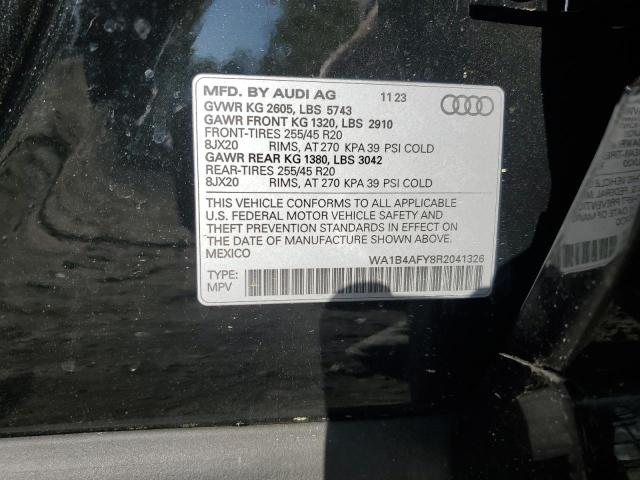 MFD. BY AUDI AG 11 23
GVWR KG 2605, LBS 5743
GAWR FRONT KG 1320, LBS 2910
FRONT-TIRES 255/45 R20
8JX20 RIMS, AT 270 KPA 39 PSI COLD
GAWR REAR KG 1380, LBS 3042
REAR-TIRES 255/45 R20
8JX20 RIMS, AT 270 KPA 39 PSI COLD
THIS VEHICLE CONFORMS TO ALL APPLICABLE
U.S. FEDERAL MOTOR VEHICLE SAFETY AND
THEFT PREVENTION STANDARDS IN EFFECT ON
THE DATE OF MANUFACTURE SHOWN ABOVE.
MEXICO WA1B4AFY8R2041326
TYPE:
MPV